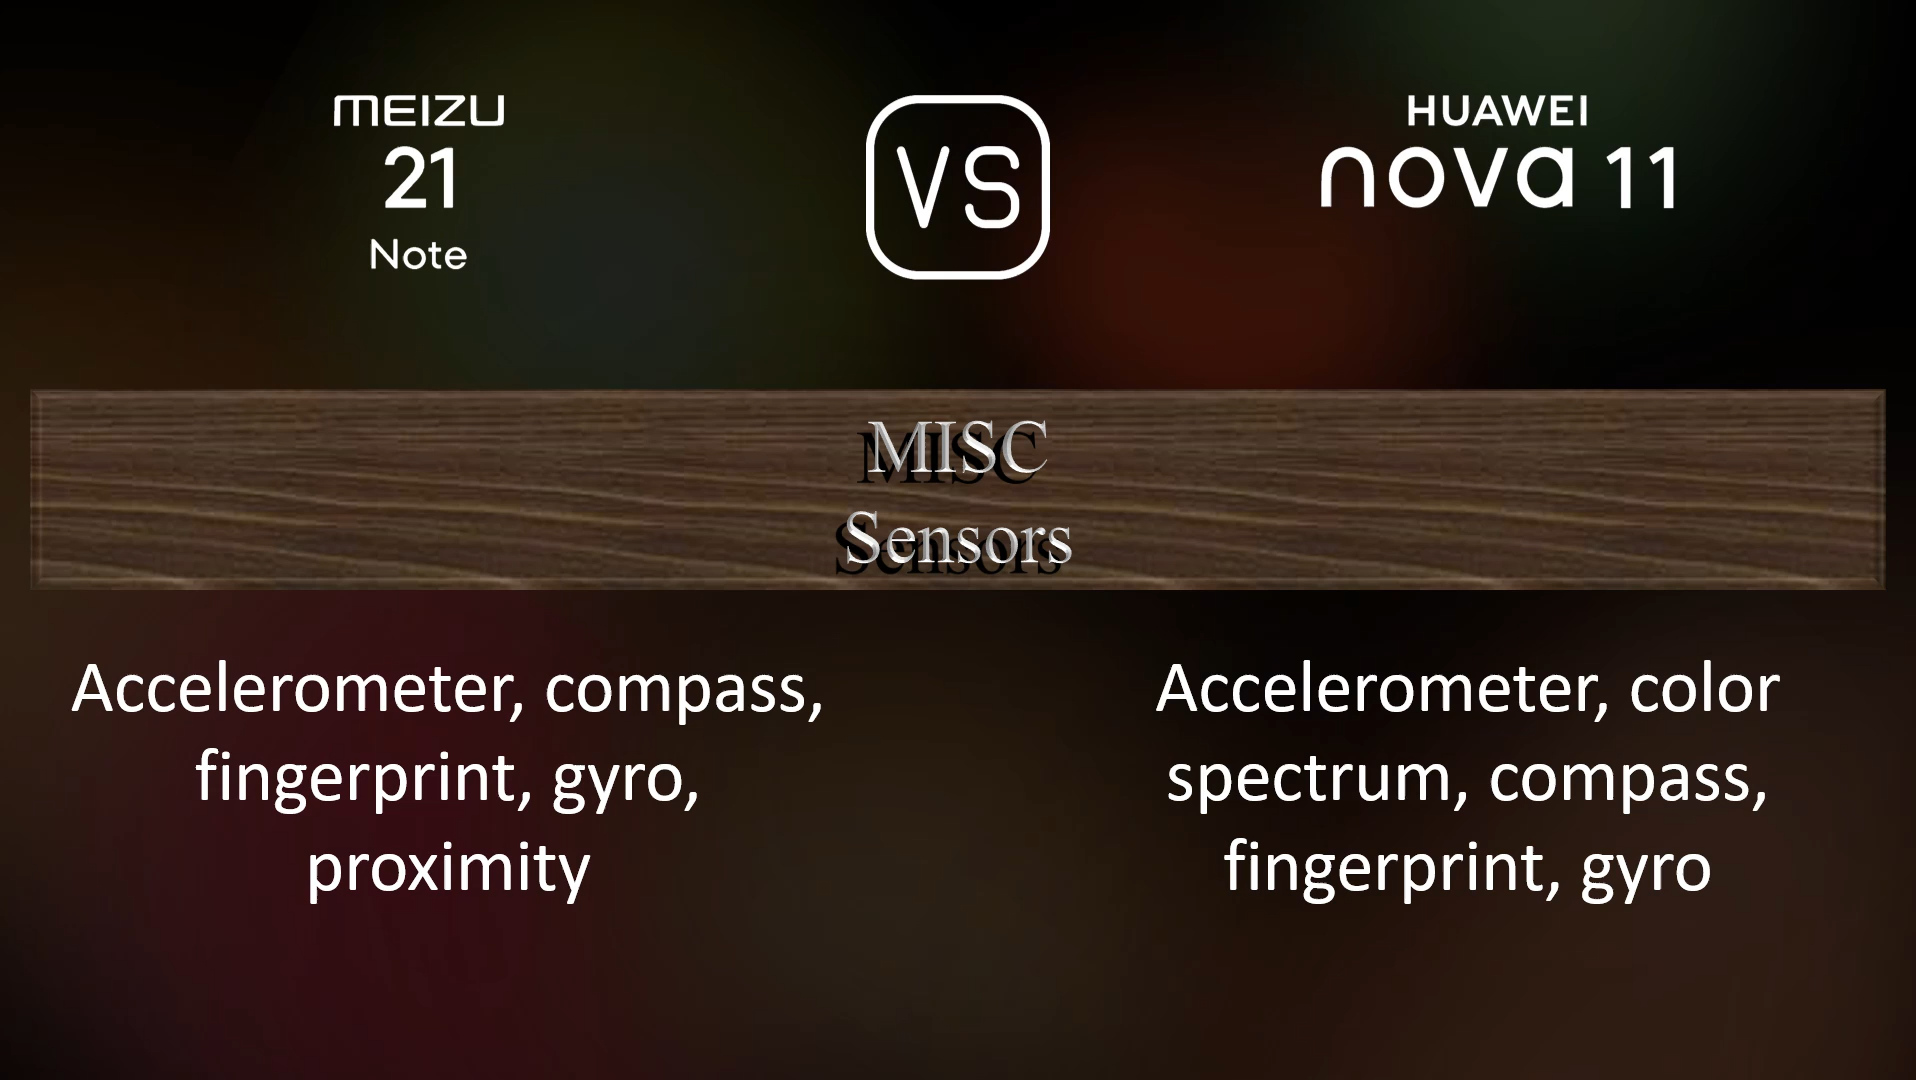 MEIZU
21
Note
VS
HUAWEI
nova 11
MISC
Sensors
Accelerometer, compass,
fingerprint, gyro,
proximity
Accelerometer, color
spectrum, compass,
fingerprint, gyro